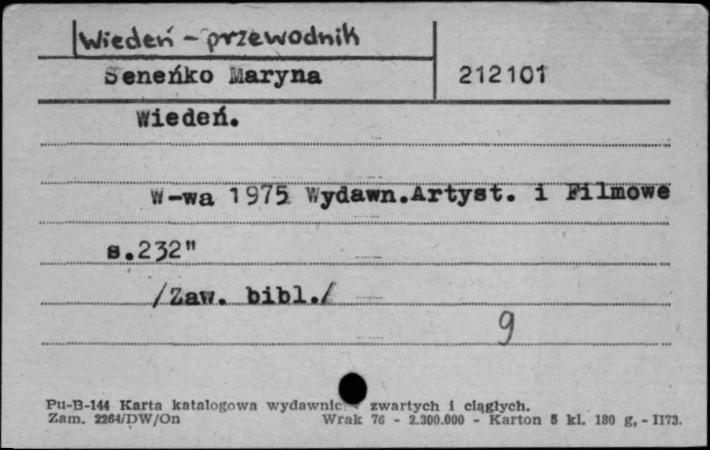 Wiedeń - przewodnik
Seneńko Maryna 212101
Wiedeń.
W-wa 1975 Wydawn.Artyst. i Filmowe
s.232"
/Zaw. bibl./
9
Pu-B-144 Karta katalogowa wydawnic zwartych i ciągłych.
Zam. 2264/DW/On Wrak 76 - 2.300.000 - Karton 5 kl. 180 g, - II73.